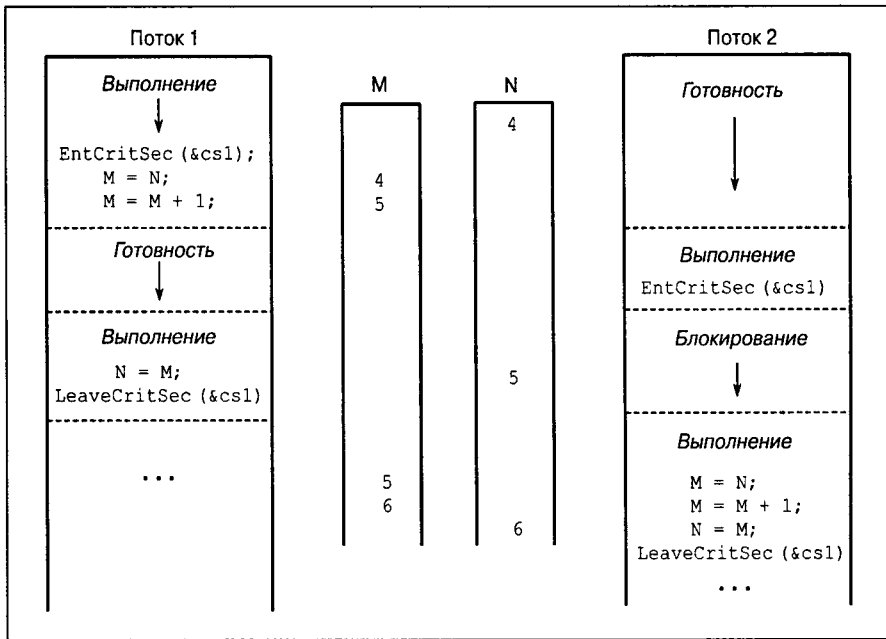 Поток 1
Выполнение
EntCritSec (&cs1);
M = N;
M = M + 1;
Готовность
Выполнение
N = M;
LeaveCritSec (&cs1)
...
M
4
5
5
6
N
4
5
6
Поток 2
Готовность
Выполнение
EntCritSec (&cs1)
Блокирование
Выполнение
M = N;
M = M + 1;
N = M;
LeaveCritSec (&cs1)
...